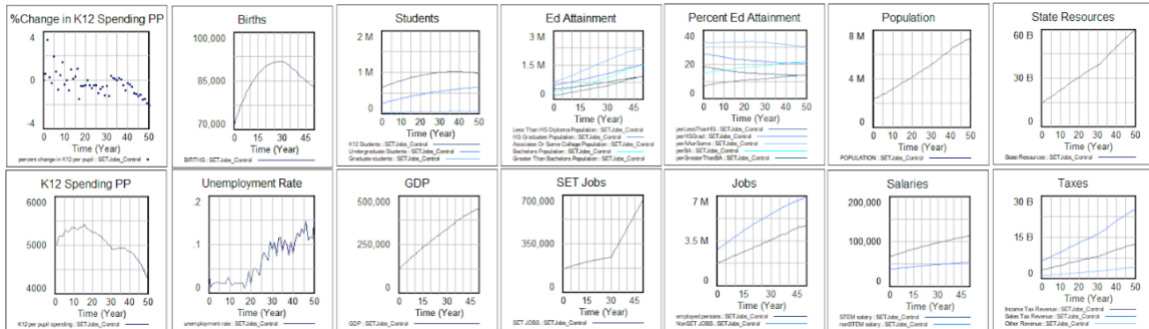 %Change in K12 Spending PP
4
0
-4
0 10 20 30 40 50
Time (Year)
percent change in K12 per pupil : SETJobs_Control
Births
100,000
85,000
70,000
0 15 30 45
Time (Year)
BIRTHS : SETJobs_Control
Students
2 M
1 M
0
0 10 20 30 40 50
Time (Year)
K12 Students : SETJobs_Control
Undergraduate Students : SETJobs_Control
Graduate students : SETJobs_Control
Ed Attainment
3 M
1.5 M
0
0 15 30 45
Time (Year)
Less Than HS Diploma Population : SETJobs_Control
HS Graduates Population : SETJobs_Control
Associates Or Some College Population : SETJobs_Control
Bachelors Population : SETJobs_Control
Greater Than Bachelors Population : SETJobs_Control
Percent Ed Attainment
40
20
0
0 10 20 30 40 50
Time (Year)
perLessThanHS : SETJobs_Control
perHSGrad : SETJobs_Control
perAAorSome : SETJobs_Control
perBA : SETJobs_Control
perGreaterThanBA : SETJobs_Control
Population
8 M
4 M
0
0 10 20 30 40 50
Time (Year)
POPULATION : SETJobs_Control
State Resources
60 B
30 B
0
0 10 20 30 40 50
Time (Year)
State Resources : SETJobs_Control
K12 Spending PP
6000
5000
4000
0 10 20 30 40 50
Time (Year)
K12 per pupil spending : SETJobs_Control
Unemployment Rate
.2
.1
0
0 10 20 30 40 50
Time (Year)
unemployment rate : SETJobs_Control
GDP
500,000
250,000
0
0 15 30 45
Time (Year)
GDP : SETJobs_Control
SET Jobs
700,000
350,000
0
0 15 30 45
Time (Year)
SET JOBS : SETJobs_Control
Jobs
7 M
3.5 M
0
0 15 30 45
Time (Year)
employed persons : SETJobs_Control
NonSET JOBS : SETJobs_Control
Salaries
200,000
100,000
0
0 15 30 45
Time (Year)
STEM salary : SETJobs_Control
nonSTEM salary : SETJobs_Control
Taxes
30 B
15 B
0
0 10 20 30 40 50
Time (Year)
Income Tax Revenue : SETJobs_Control
Sales Tax Revenue : SETJobs_Control
Other Revenue : SETJobs_Control